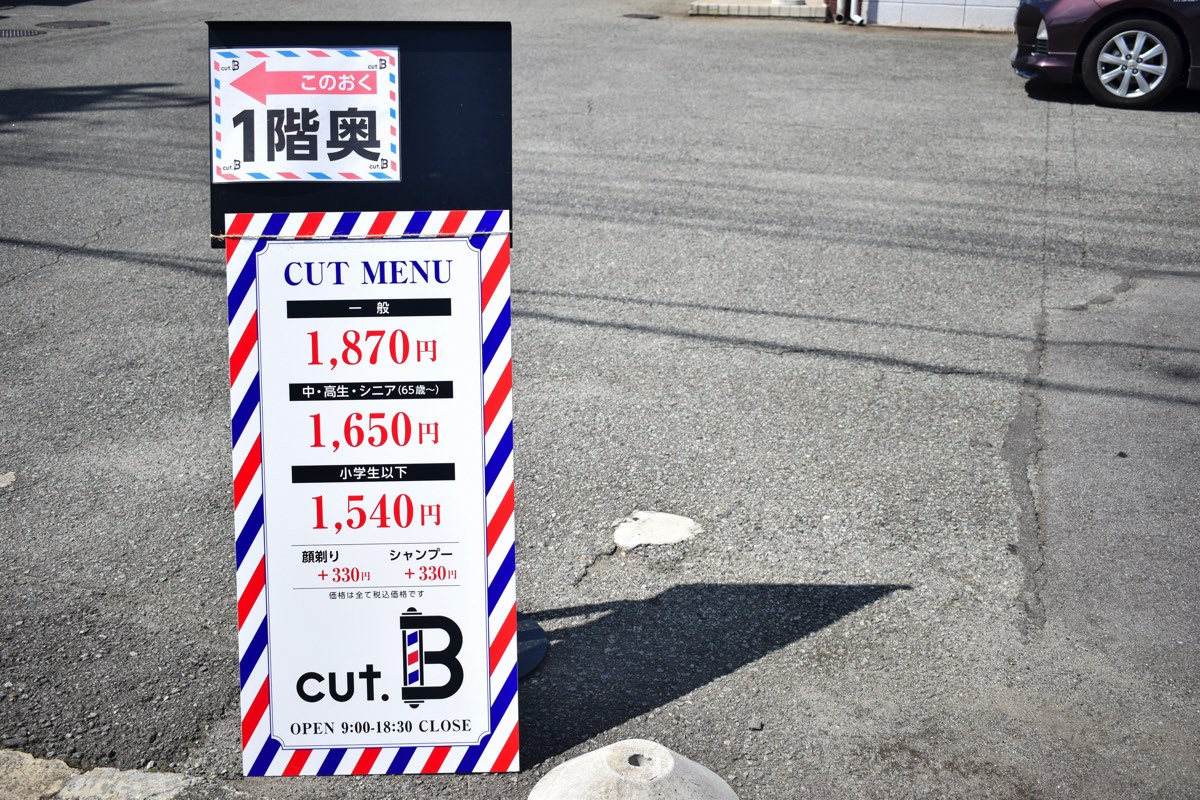 cut.B
cut.B
このおく
1階奥
cut.B
cut.B
CUT MENU
一般
1,870円
中・高生・シニア(65歳～)
1,650円
小学生以下
1,540円
顔剃り シャンプー
+330円 +330円
価格は全て税込価格です
cut.B
OPEN 9:00-18:30 CLOSE